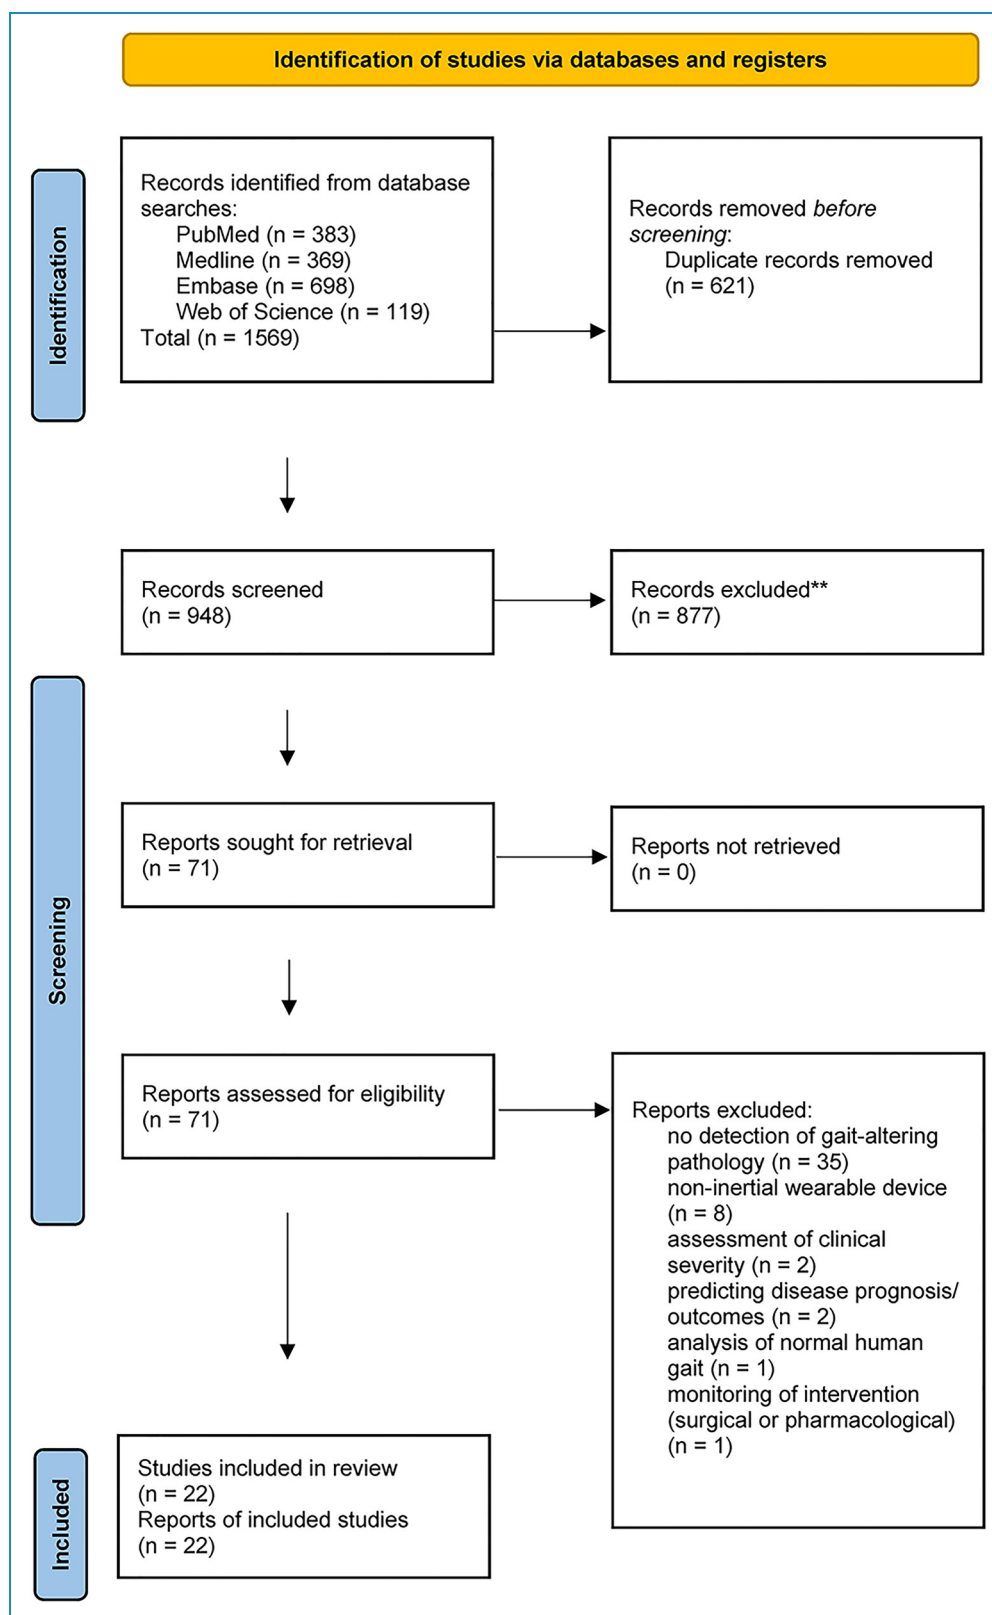 Identification of studies via databases and registers
Identification
Records identified from database
searches:
PubMed (n = 383)
Medline (n = 369)
Embase (n = 698)
Web of Science (n = 119)
Total (n = 1569)
Records removed before
screening:
Duplicate records removed
(n = 621)
Records screened
(n = 948)
Records excluded**
(n = 877)
Screening
Reports sought for retrieval
(n = 71)
Reports not retrieved
(n = 0)
Reports assessed for eligibility
(n = 71)
Reports excluded:
no detection of gait-altering
pathology (n = 35)
non-inertial wearable device
(n = 8)
assessment of clinical
severity (n = 2)
predicting disease prognosis/
outcomes (n = 2)
analysis of normal human
gait (n = 1)
monitoring of intervention
(surgical or pharmacological)
(n = 1)
Included
Studies included in review
(n = 22)
Reports of included studies
(n = 22)